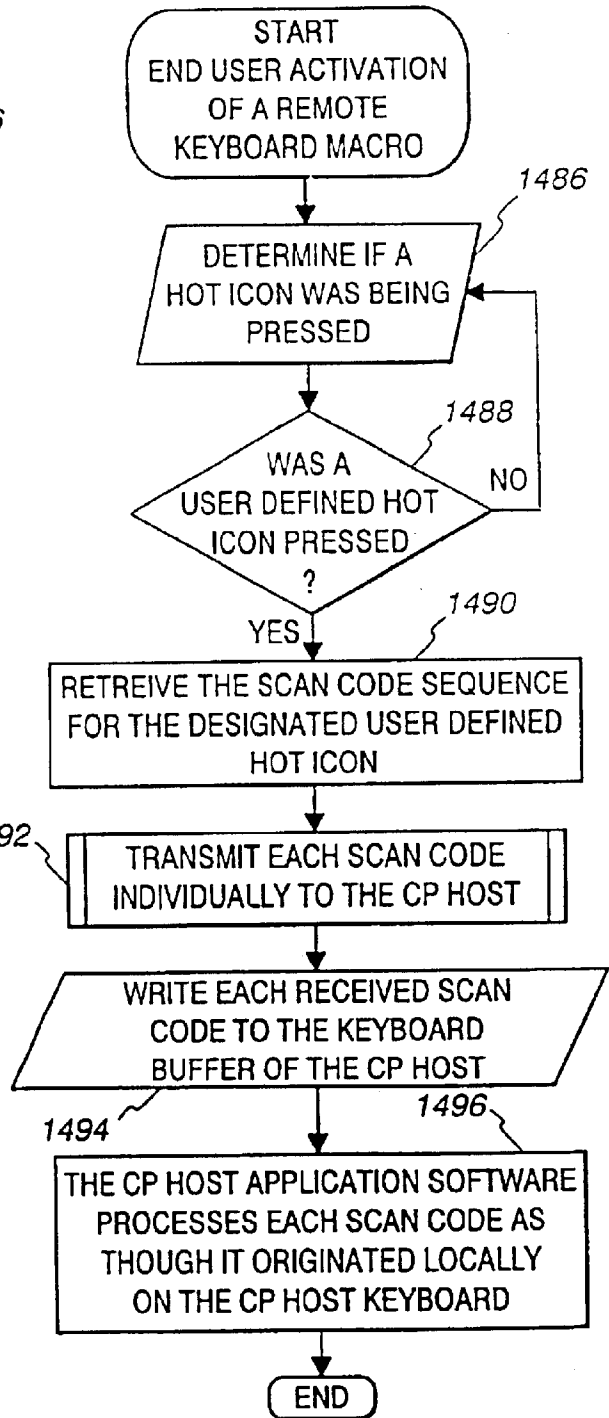 START
END USER ACTIVATION
OF A REMOTE
KEYBOARD MACRO
6
1486
DETERMINE IF A
HOT ICON WAS BEING
PRESSED
1488
WAS A
USER DEFINED HOT
ICON PRESSED
?
NO
YES
1490
RETREIVE THE SCAN CODE SEQUENCE
FOR THE DESIGNATED USER DEFINED
HOT ICON
92
TRANSMIT EACH SCAN CODE
INDIVIDUALLY TO THE CP HOST
WRITE EACH RECEIVED SCAN
CODE TO THE KEYBOARD
BUFFER OF THE CP HOST
1494
1496
THE CP HOST APPLICATION SOFTWARE
PROCESSES EACH SCAN CODE AS
THOUGH IT ORIGINATED LOCALLY
ON THE CP HOST KEYBOARD
END